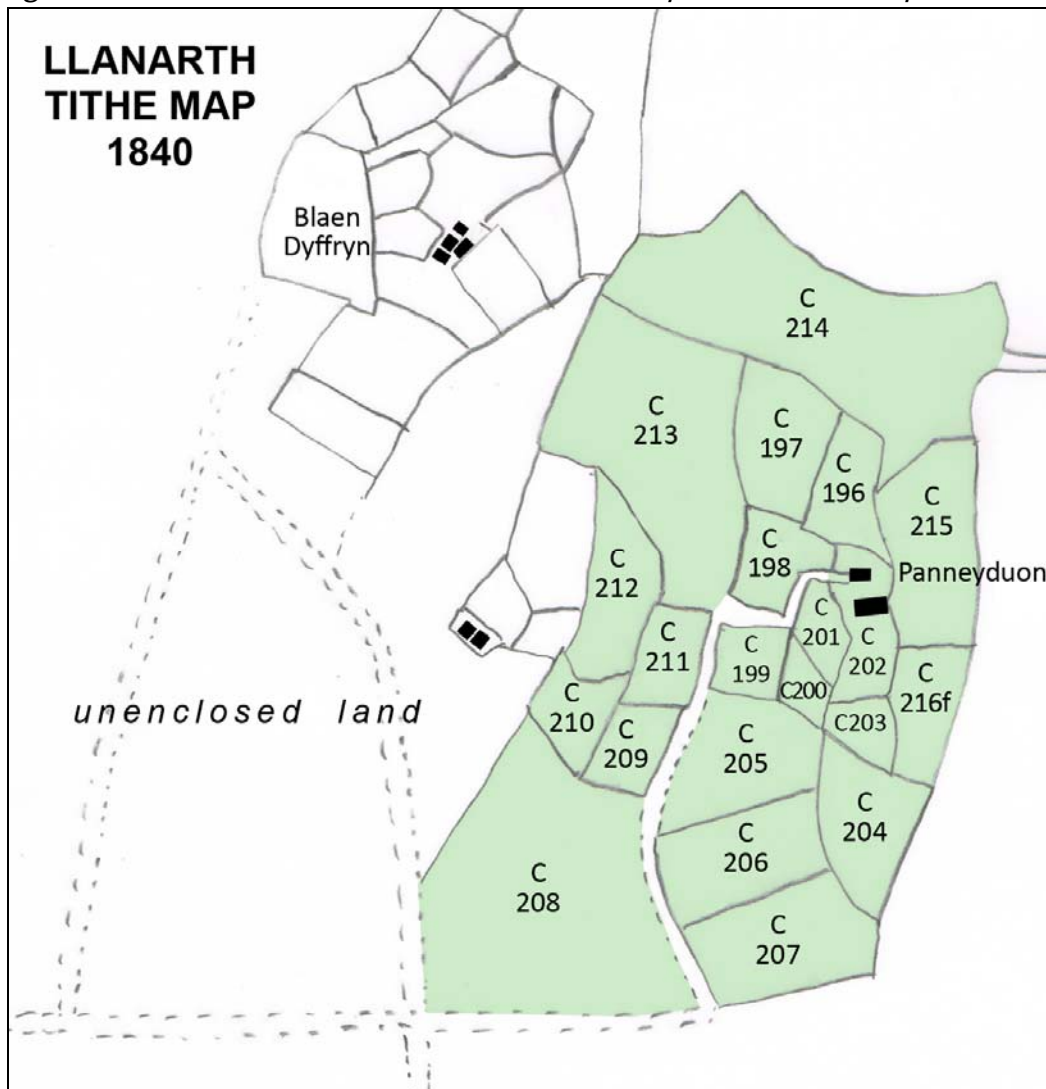 LLANARTH
TITHE MAP
1840
Blaen
Dyffryn
C
214
C
213
C
197
C
196
C
215
C
198
Panneyduon
C
212
C
201
C
211
C
199
C
202
C200
C
216f
C
210
C203
C
209
C
205
unenclosed land
C
204
C
206
C
208
C
207